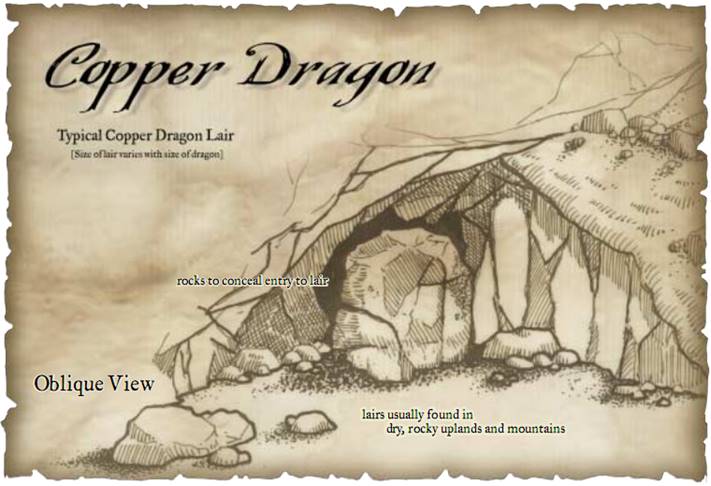 Copper Dragon
Typical Copper Dragon Lair
[Size of lair varies with size of dragon]
rocks to conceal entry to lair
Oblique View
lairs usually found in
dry, rocky uplands and mountains